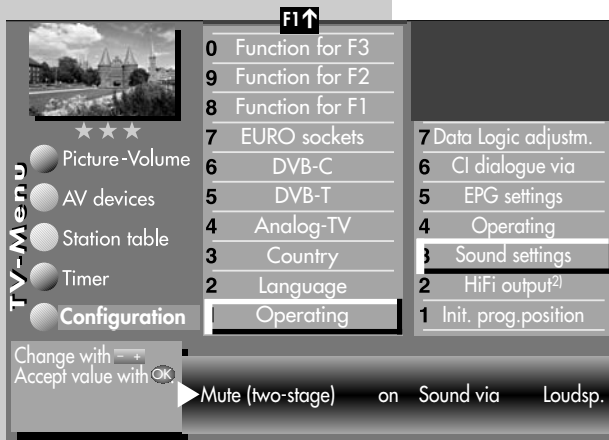 F1↑
0 Function for F3
9 Function for F2
8 Function for F1
7 EURO sockets
6 DVB-C
5 DVB-T
4 Analog-TV
3 Country
2 Language
Operating
7 Data Logic adjustm.
6 CI dialogue via
5 EPG settings
4 Operating
3 Sound settings
2 HiFi output2)
1 Init. prog.position
TV-Menu
Picture-Volume
AV devices
Station table
Timer
Configuration
Change with - +
Accept value with OK
Mute (two-stage) on Sound via Loudsp.